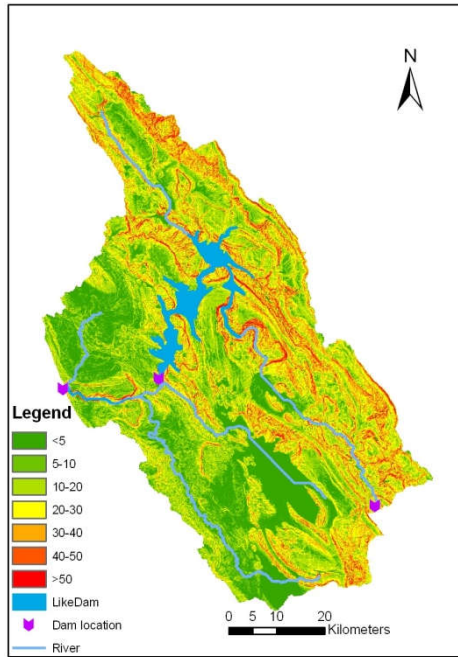 N
Legend
<5
5-10
10-20
20-30
30-40
40-50
>50
LikeDam
Dam location
River
0 5 10 20
Kilometers